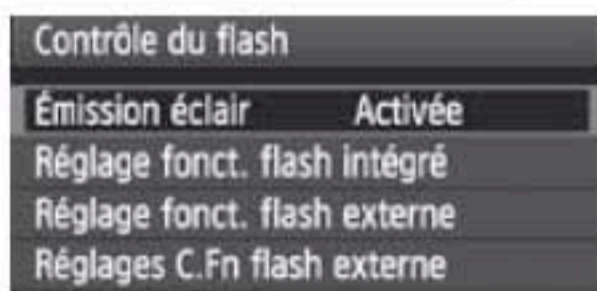 Contrôle du flash
Émission éclair Activée
Réglage fonct. flash intégré
Réglage fonct. flash externe
Réglages C.Fn flash externe